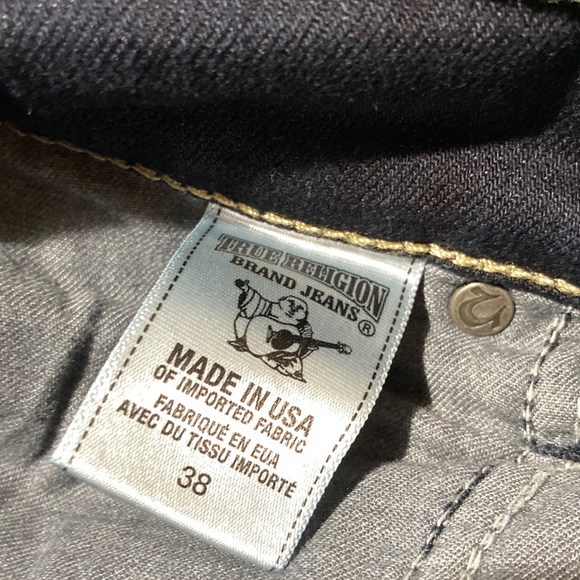 TRUE RELIGION
BRAND JEANS®
MADE IN USA
OF IMPORTED FABRIC
FABRIQUÉ EN EUA
AVEC DU TISSU IMPORTÉ
38